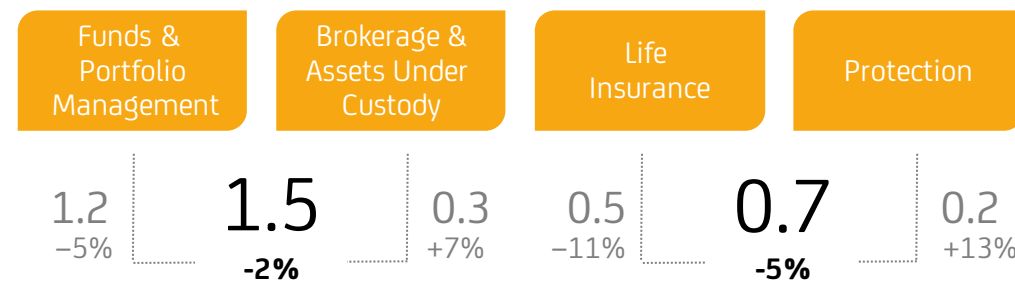 Funds &
Portfolio
Management
Brokerage &
Assets Under
Custody
Life
Insurance
Protection
1.2
–5%
1.5
-2%
0.3
+7%
0.5
–11%
0.7
-5%
0.2
+13%